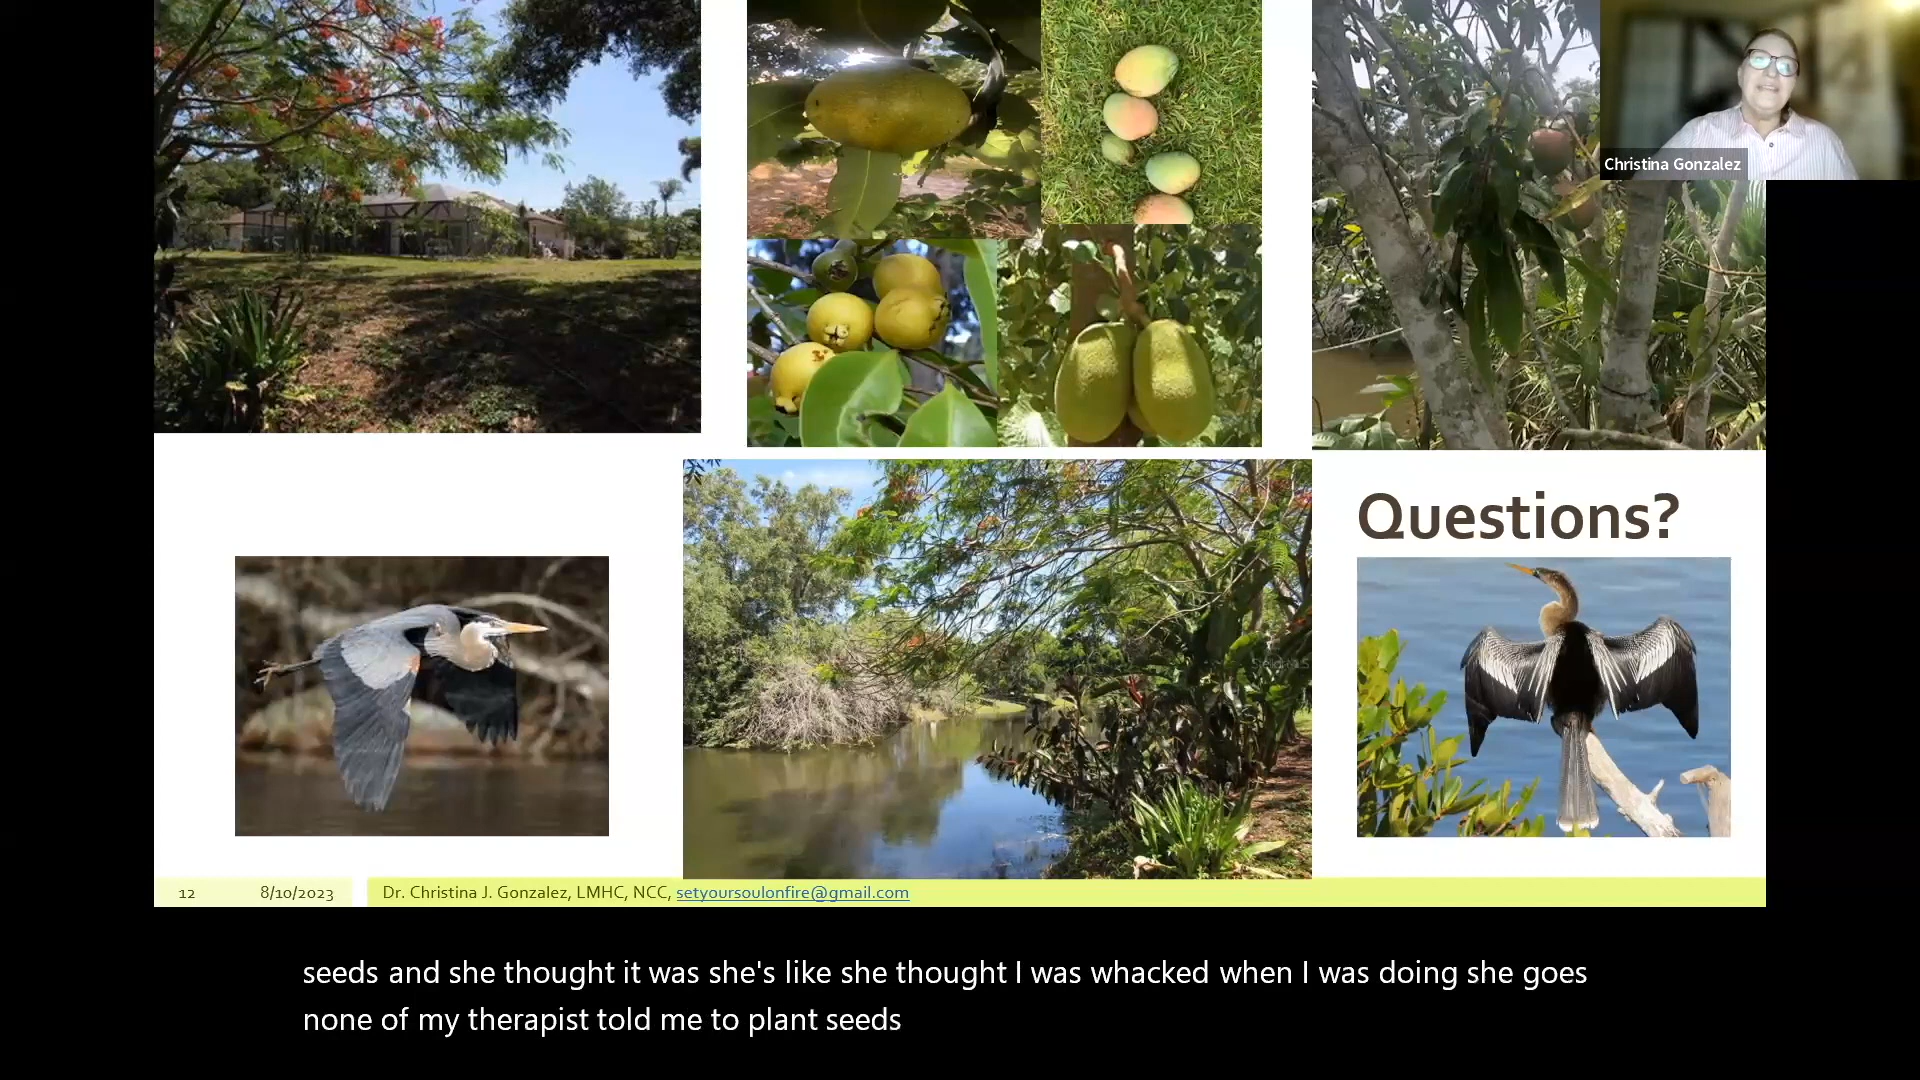 Christina Gonzalez
Questions?
StellarMLS
12 8/10/2023 Dr. Christina J. Gonzalez, LMHC, NCC, setyoursoulonfire@gmail.com
seeds and she thought it was she's like she thought I was whacked when I was doing she goes
none of my therapist told me to plant seeds